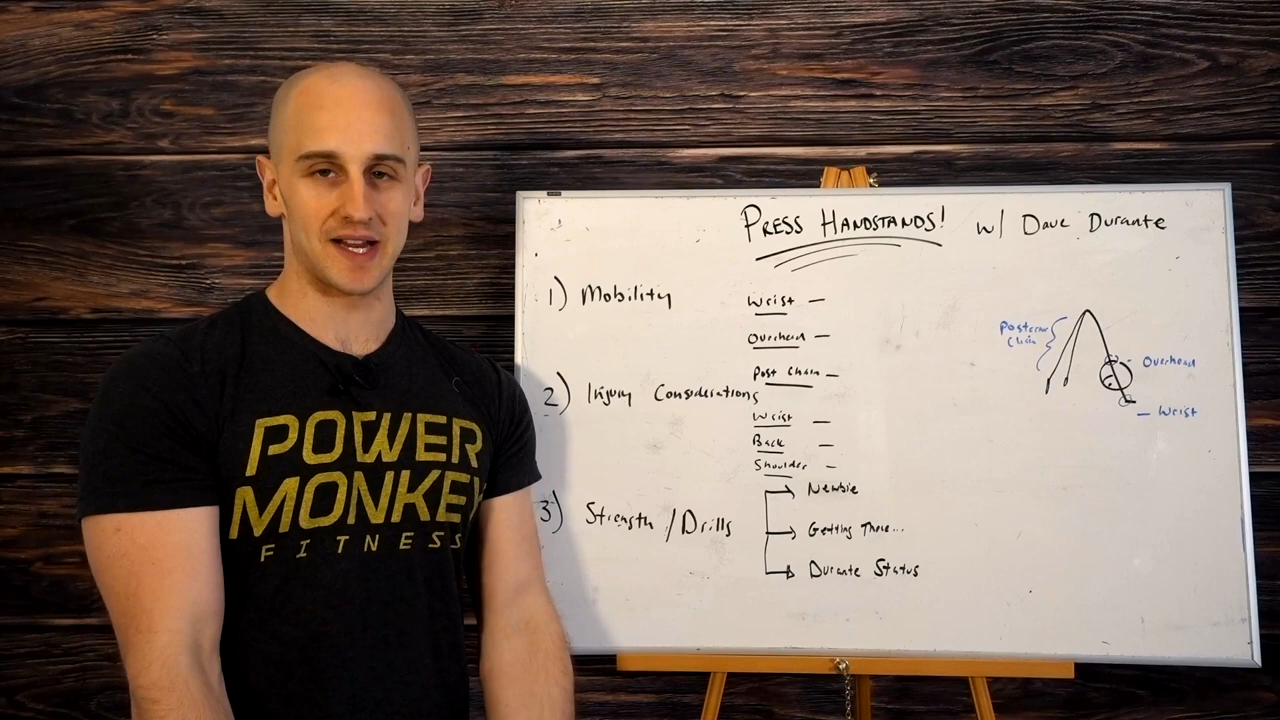 POWER
MONKEY
FITNESS
PRESS HANDSTANDS! w/ Dave Durante
1) Mobility
Wrist –
Overhead –
Post Chain –
2) Injury Considerations
Wrist –
Back –
Shoulder –
3) Strength / Drills
Newbie
Getting There...
Durante Status
Posterior
Chain
Overhead
– Wrist